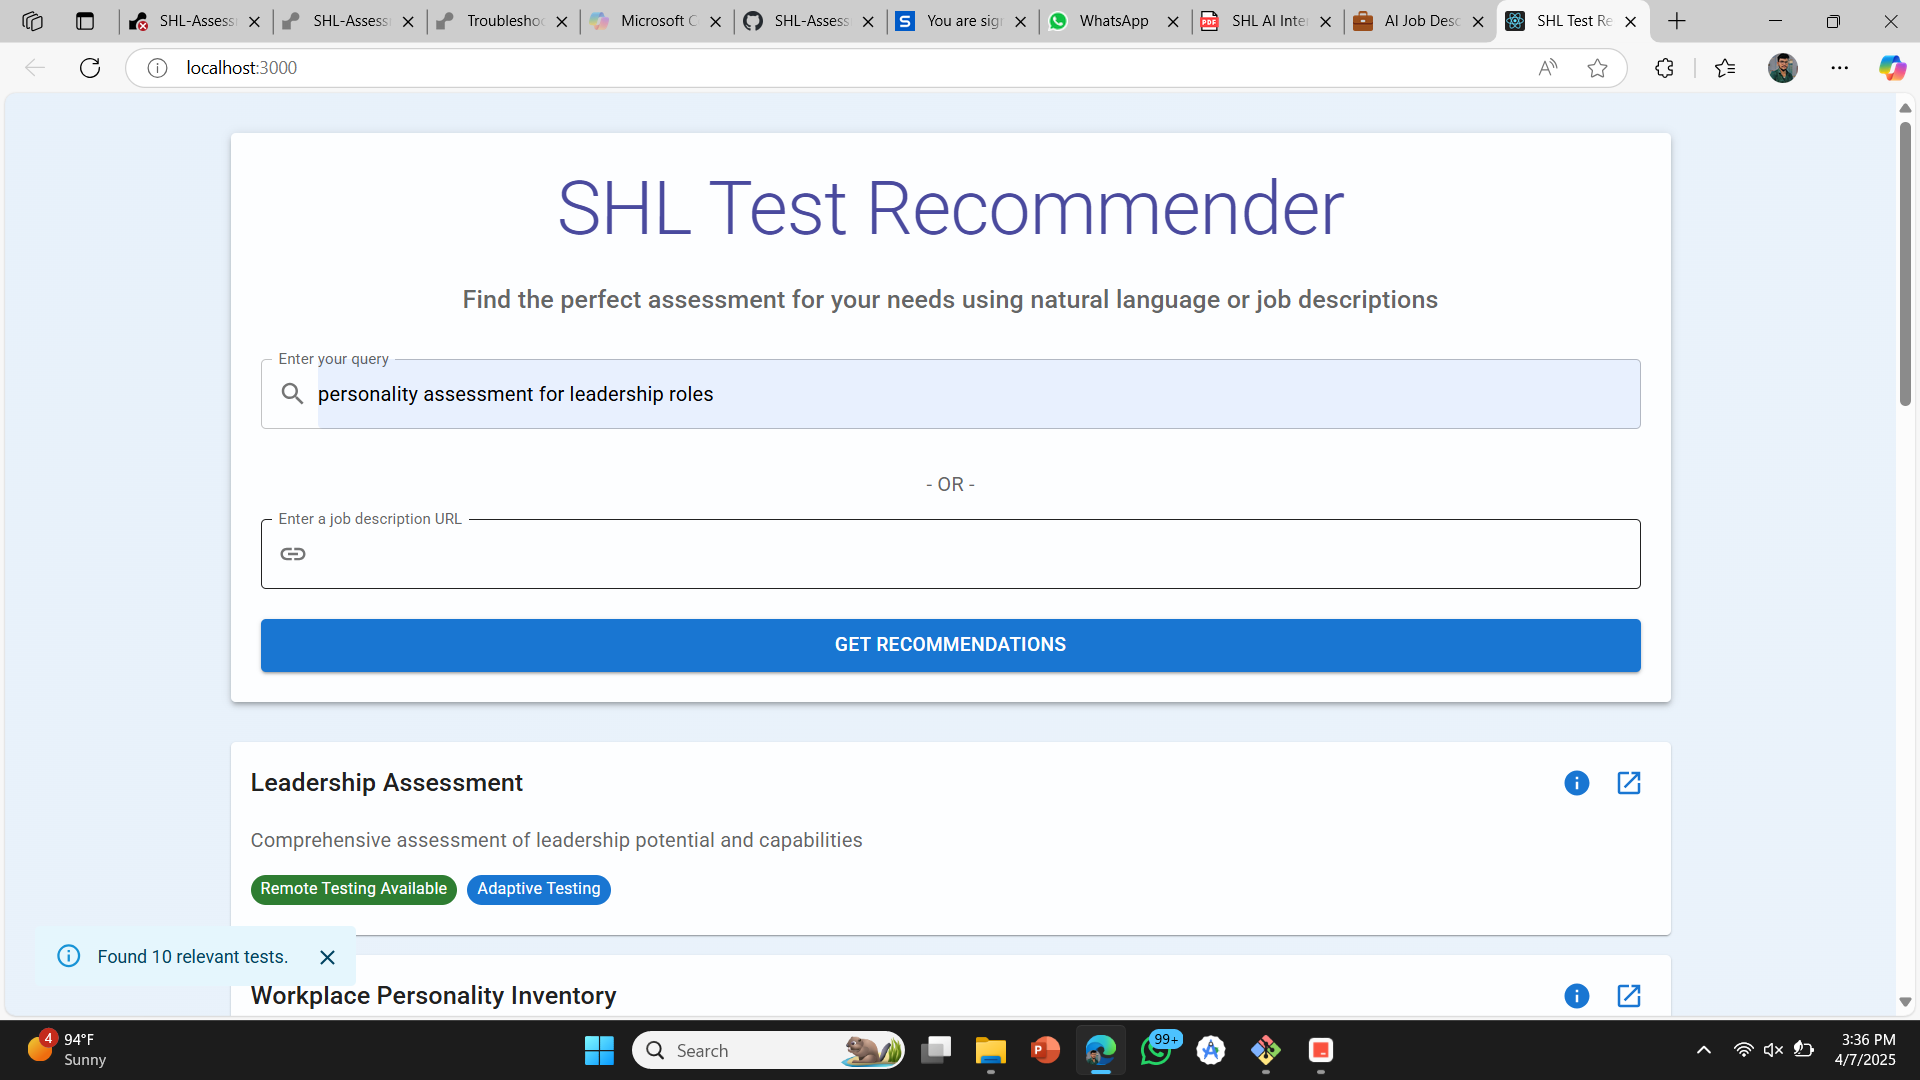 SHL-Assess
SHL-Assess
Troubleshoo
Microsoft C
SHL-Assess
You are sign
WhatsApp
PDF
SHL AI Inter
AI Job Desc
SHL Test Re
localhost:3000
SHL Test Recommender
Find the perfect assessment for your needs using natural language or job descriptions
Enter your query
personality assessment for leadership roles
- OR -
Enter a job description URL
GET RECOMMENDATIONS
Leadership Assessment
Comprehensive assessment of leadership potential and capabilities
Remote Testing Available
Adaptive Testing
Found 10 relevant tests.
Workplace Personality Inventory
4
94°F
Sunny
Search
99+
3:36 PM
4/7/2025